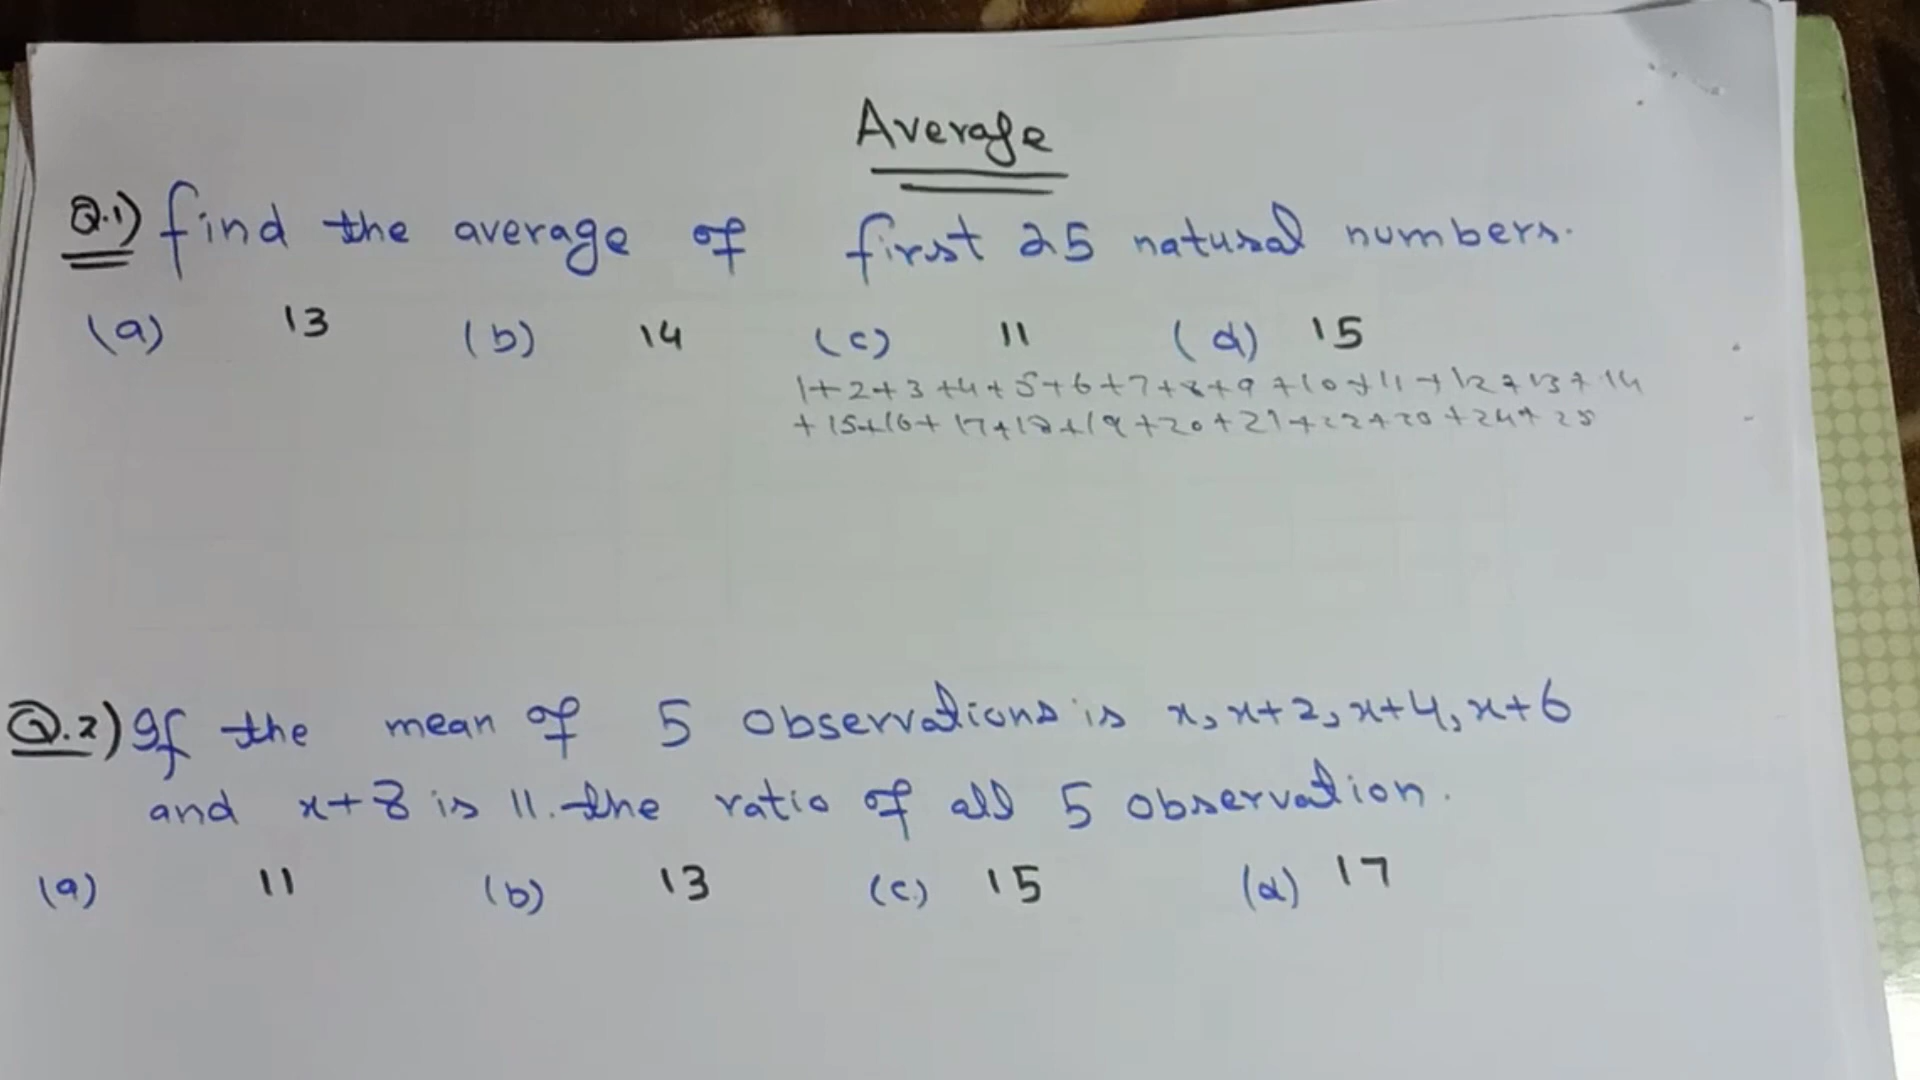 Average
Q.1) find the average of first 25 natural numbers.
(a) 13 (b) 14 (c) 11 (d) 15
1+2+3+4+5+6+7+8+9+10+11+12+13+14
+15+16+17+18+19+20+21+22+20+24+25
Q.2) If the mean of 5 observations is x, x+2, x+4, x+6
and x+8 is 11. the ratio of all 5 observation.
(a) 11 (b) 13 (c) 15 (d) 17